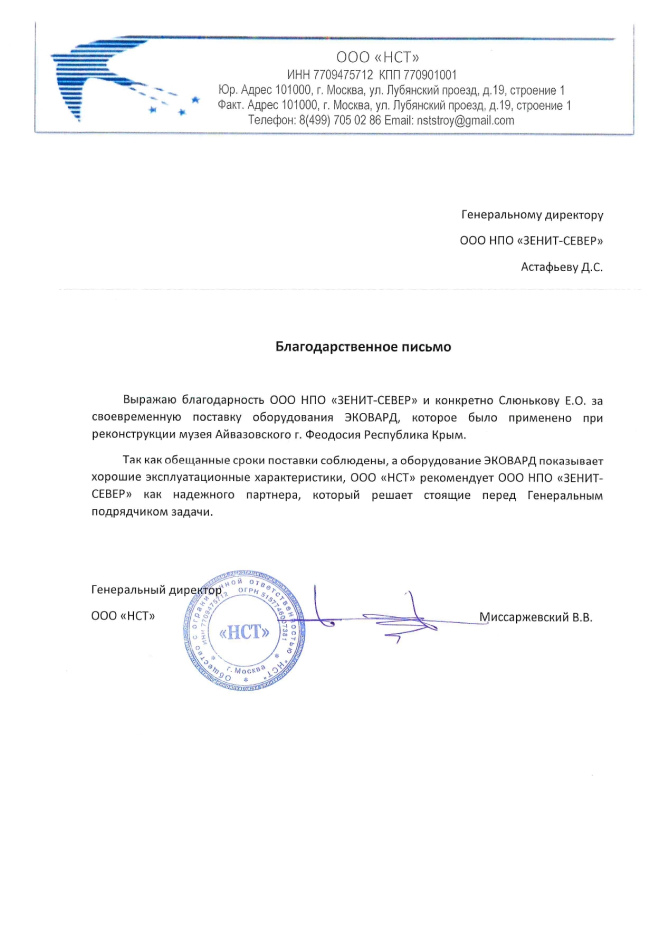 ООО «НСТ»
ИНН 7709475712 КПП 770901001
Юр. Адрес 101000, г. Москва, ул. Лубянский проезд, д.19, строение 1
Факт. Адрес 101000, г. Москва, ул. Лубянский проезд, д.19, строение 1
Телефон: 8(499) 705 02 86 Email: nststroy@gmail.com
Генеральному директору
ООО НПО «ЗЕНИТ-СЕВЕР»
Астафьеву Д.С.
Благодарственное письмо
Выражаю благодарность ООО НПО «ЗЕНИТ-СЕВЕР» и конкретно Слюнькову Е.О. за
своевременную поставку оборудования ЭКОВАРД, которое было применено при
реконструкции музея Айвазовского г. Феодосия Республика Крым.
Так как обещанные сроки поставки соблюдены, а оборудование ЭКОВАРД показывает
хорошие эксплуатационные характеристики, ООО «НСТ» рекомендует ООО НПО «ЗЕНИТ-
СЕВЕР» как надежного партнера, который решает стоящие перед Генеральным
подрядчиком задачи.
Генеральный директор
ООО «НСТ»
Миссаржевский В.В.
Общество с ограниченной ответственностью "НСТ"
ИНН 7709475712 ОГРН
«НСТ»
г. Москва